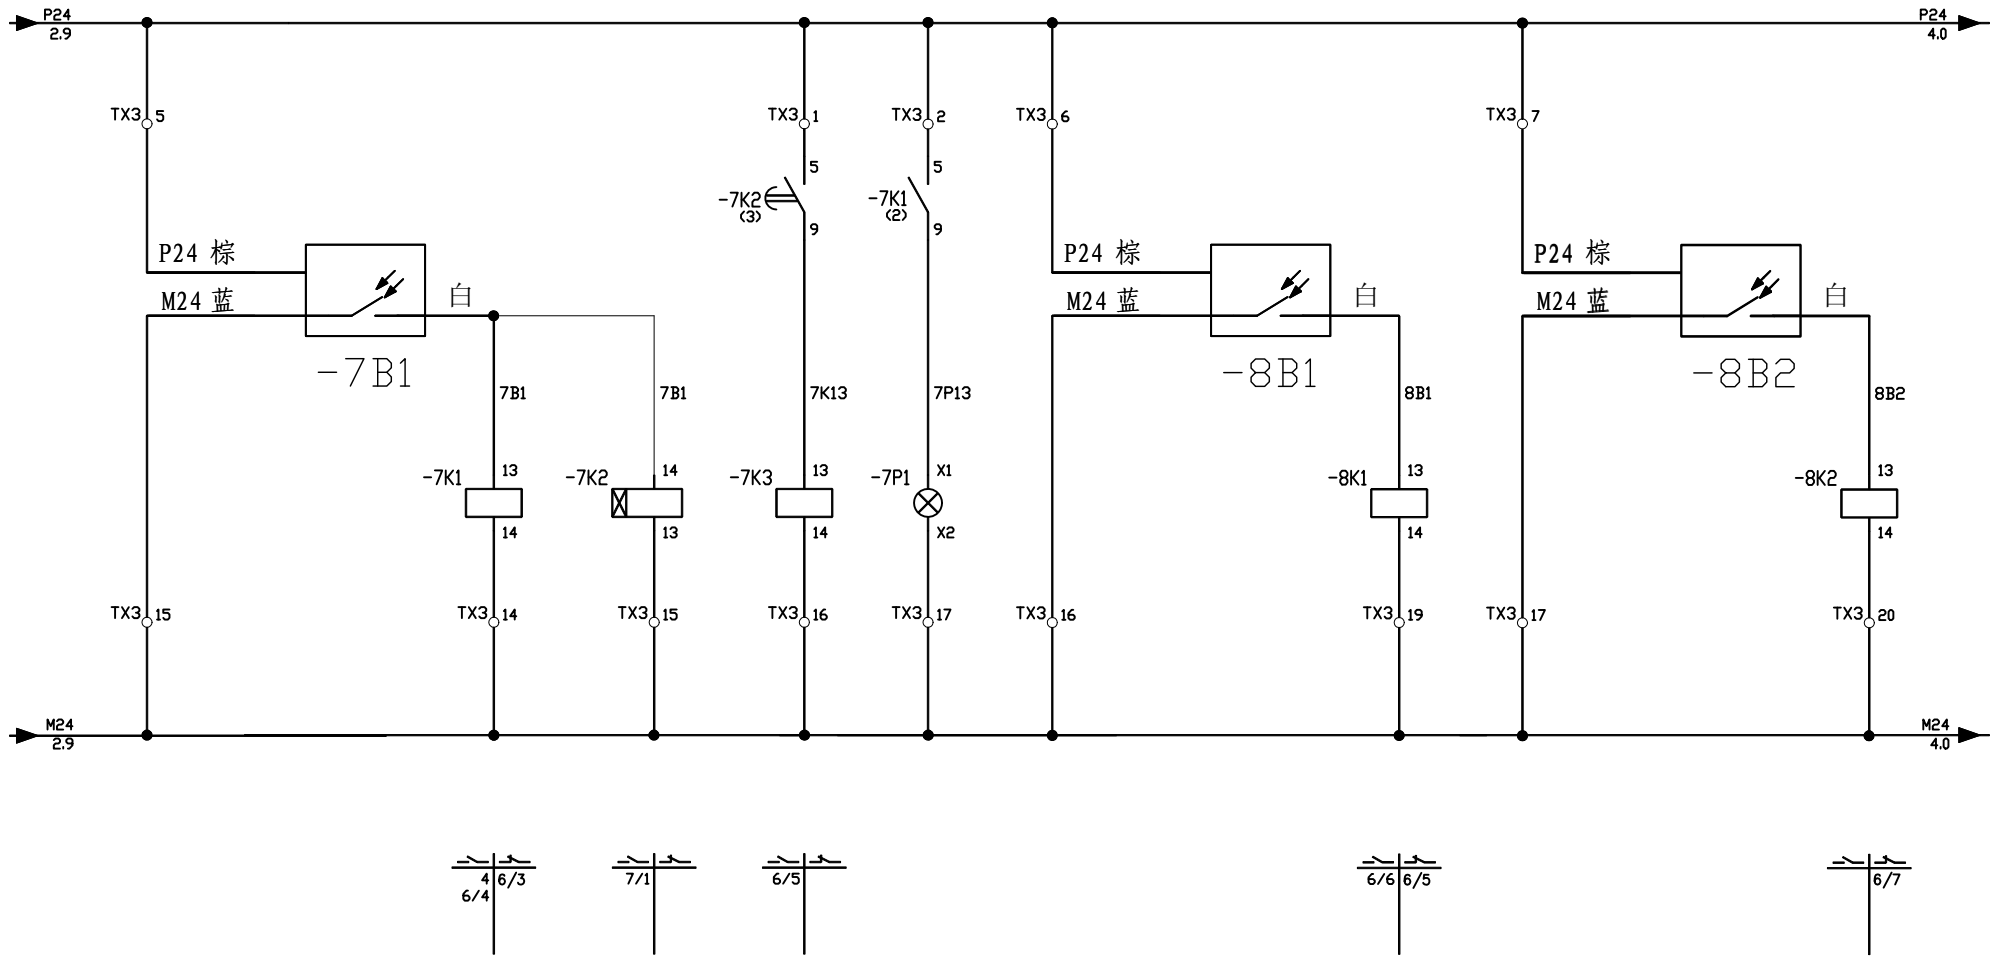 P24
2.9
P24
4.0
TX3 5
TX3 1
TX3 2
TX3 6
TX3 7
5
-7K2
(3)
9
5
-7K1
(2)
9
P24 棕
M24 蓝
白
-7B1
P24 棕
M24 蓝
白
-8B1
P24 棕
M24 蓝
白
-8B2
7B1
7B1
7K13
7P13
8B1
8B2
-7K1
13
14
-7K2
14
13
-7K3
13
14
-7P1
X1
X2
-8K1
13
14
-8K2
13
14
TX3 15
TX3 14
TX3 15
TX3 16
TX3 17
TX3 16
TX3 19
TX3 17
TX3 20
M24
2.9
M24
4.0
4 6/3
6/4
7/1
6/5
6/6 6/5
6/7